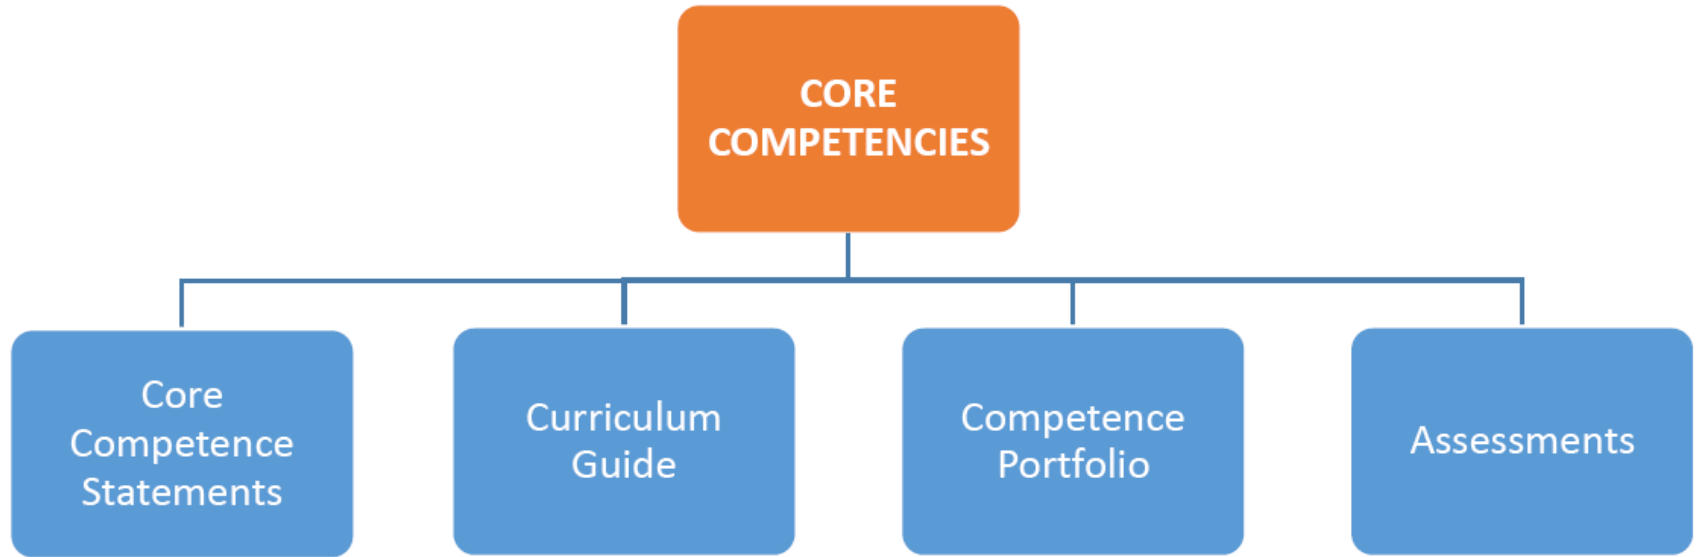 CORE
COMPETENCIES
Core
Competence
Statements
Curriculum
Guide
Competence
Portfolio
Assessments